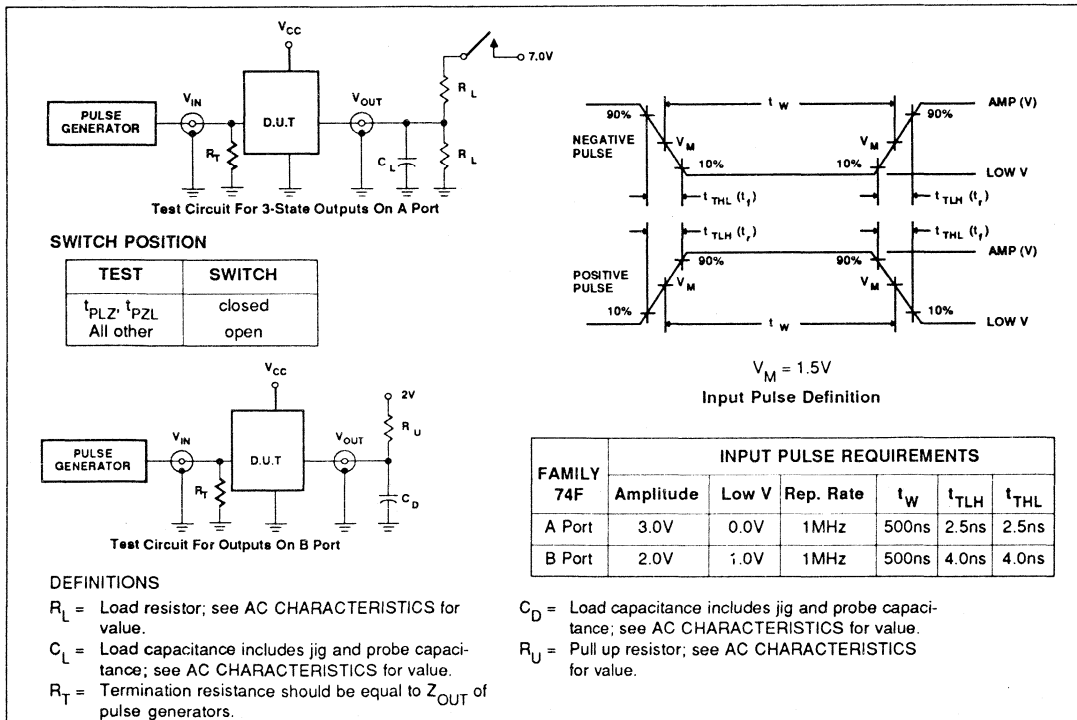 V_CC
7.0V
R_L
V_IN
V_OUT
PULSE GENERATOR
D.U.T
R_T
C_L
R_L
Test Circuit For 3-State Outputs On A Port
SWITCH POSITION
TEST SWITCH
t_PLZ, t_PZL closed
All other open
V_CC
2V
R_U
V_IN
V_OUT
PULSE GENERATOR
D.U.T
R_T
C_D
Test Circuit For Outputs On B Port
t_W
AMP (V)
90% 90%
NEGATIVE PULSE
V_M V_M
10% 10%
LOW V
t_THL (t_f) t_TLH (t_r)
t_TLH (t_r) t_THL (t_f)
AMP (V)
90% 90%
POSITIVE PULSE
V_M V_M
10% 10%
t_W
LOW V
V_M = 1.5V
Input Pulse Definition
FAMILY 74F INPUT PULSE REQUIREMENTS
Amplitude Low V Rep. Rate t_W t_TLH t_THL
A Port 3.0V 0.0V 1MHz 500ns 2.5ns 2.5ns
B Port 2.0V 1.0V 1MHz 500ns 4.0ns 4.0ns
DEFINITIONS
R_L = Load resistor; see AC CHARACTERISTICS for
value.
C_L = Load capacitance includes jig and probe capaci-
tance; see AC CHARACTERISTICS for value.
R_T = Termination resistance should be equal to Z_OUT of
pulse generators.
C_D = Load capacitance includes jig and probe capaci-
tance; see AC CHARACTERISTICS for value.
R_U = Pull up resistor; see AC CHARACTERISTICS
for value.